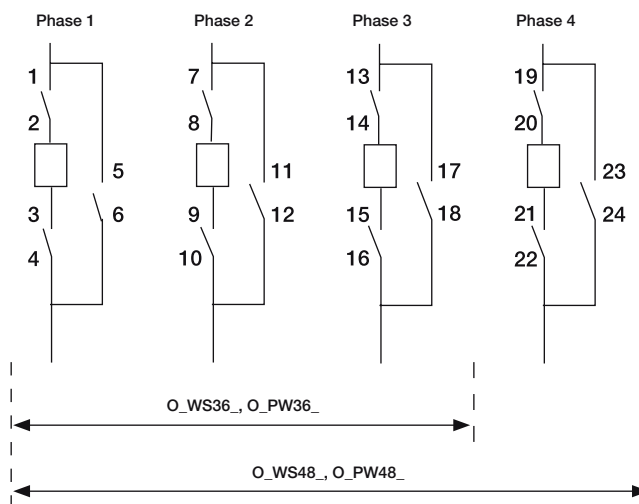 Phase 1 Phase 2 Phase 3 Phase 4
1 7 13 19
2 8 14 20
5 11 17 23
3 6 9 12 15 18 21 24
4 10 16 22
O_WS36_, O_PW36_
O_WS48_, O_PW48_